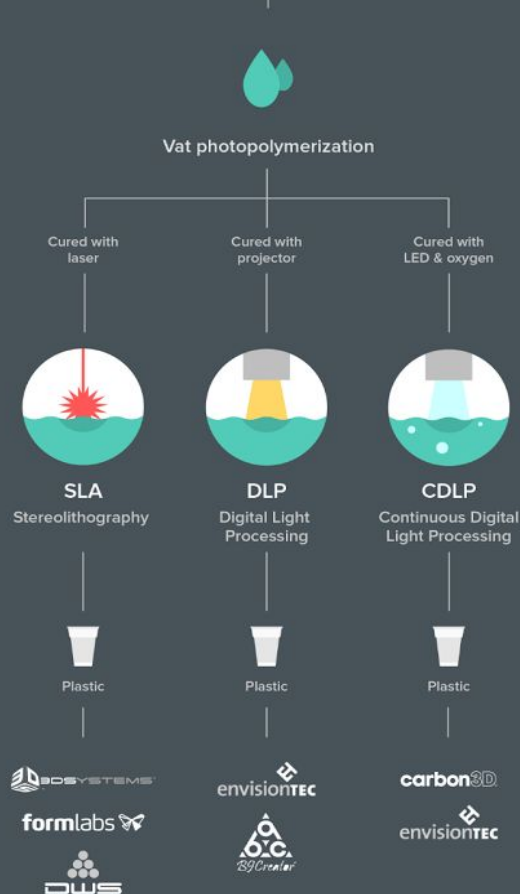 Vat photopolymerization
Cured with
laser
Cured with
projector
Cured with
LED & oxygen
SLA
Stereolithography
DLP
Digital Light
Processing
CDLP
Continuous Digital
Light Processing
Plastic
Plastic
Plastic
3D 3DSYSTEMS
envisionTEC
carbon3D
formlabs
B9Creator
envisionTEC
DWS